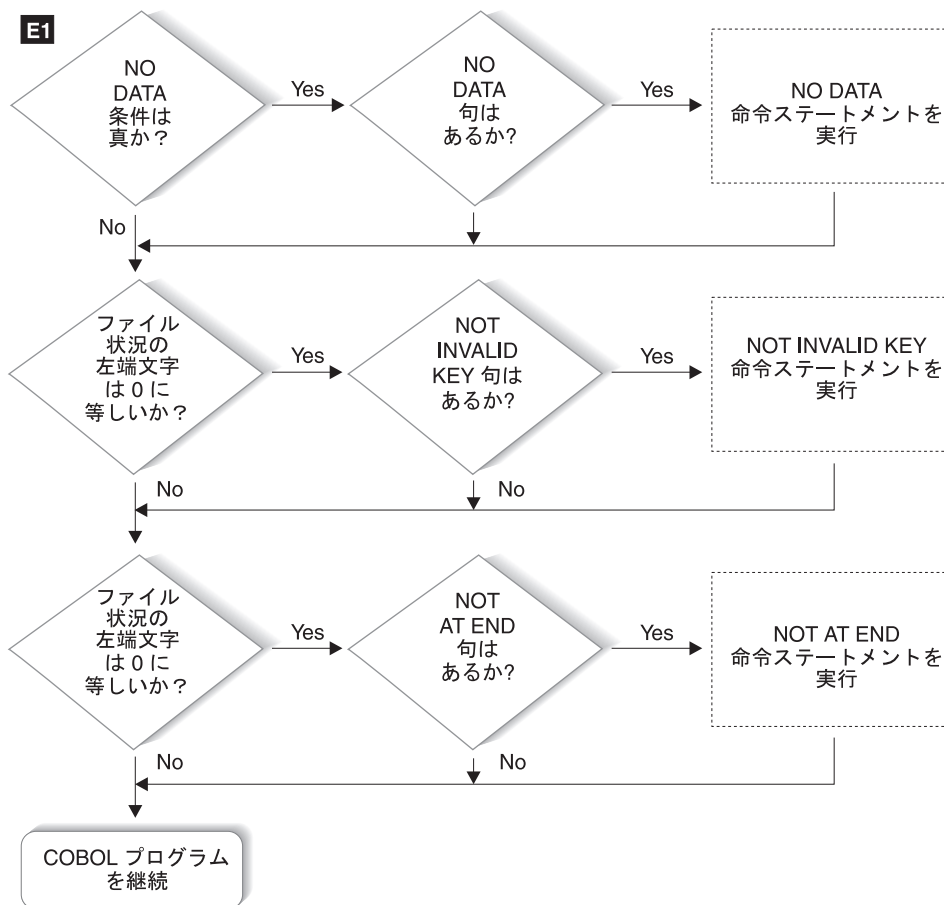 E1
NO
DATA
条件は
真か？
Yes
NO
DATA
句は
あるか?
Yes
NO DATA
命令ステートメントを
実行
No
ファイル
状況の
左端文字
は 0 に
等しいか？
Yes
NOT
INVALID
KEY 句は
あるか?
Yes
NOT INVALID KEY
命令ステートメントを
実行
No
No
ファイル
状況の
左端文字
は 0 に
等しいか？
Yes
NOT
AT END
句は
あるか?
Yes
NOT AT END
命令ステートメントを
実行
No
No
COBOL プログラム
を継続